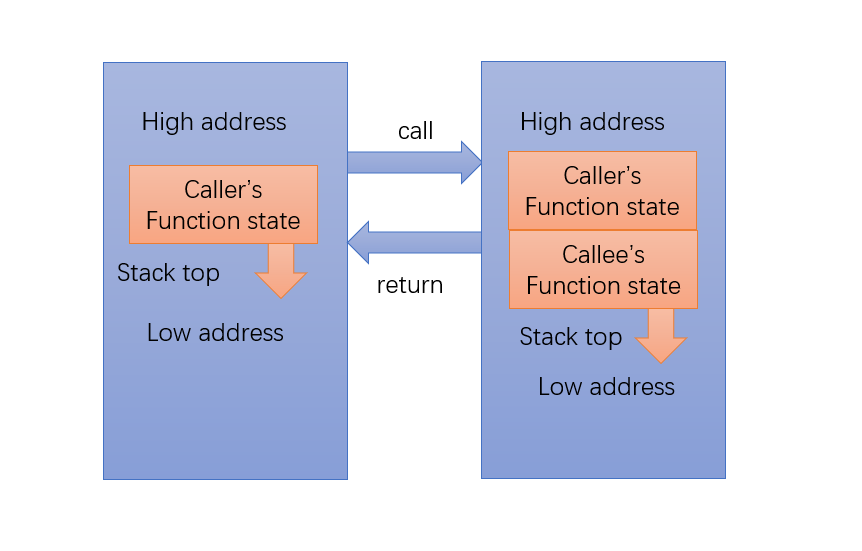 High address
Caller’s
Function state
Stack top
Low address
call
return
High address
Caller’s
Function state
Callee’s
Function state
Stack top
Low address